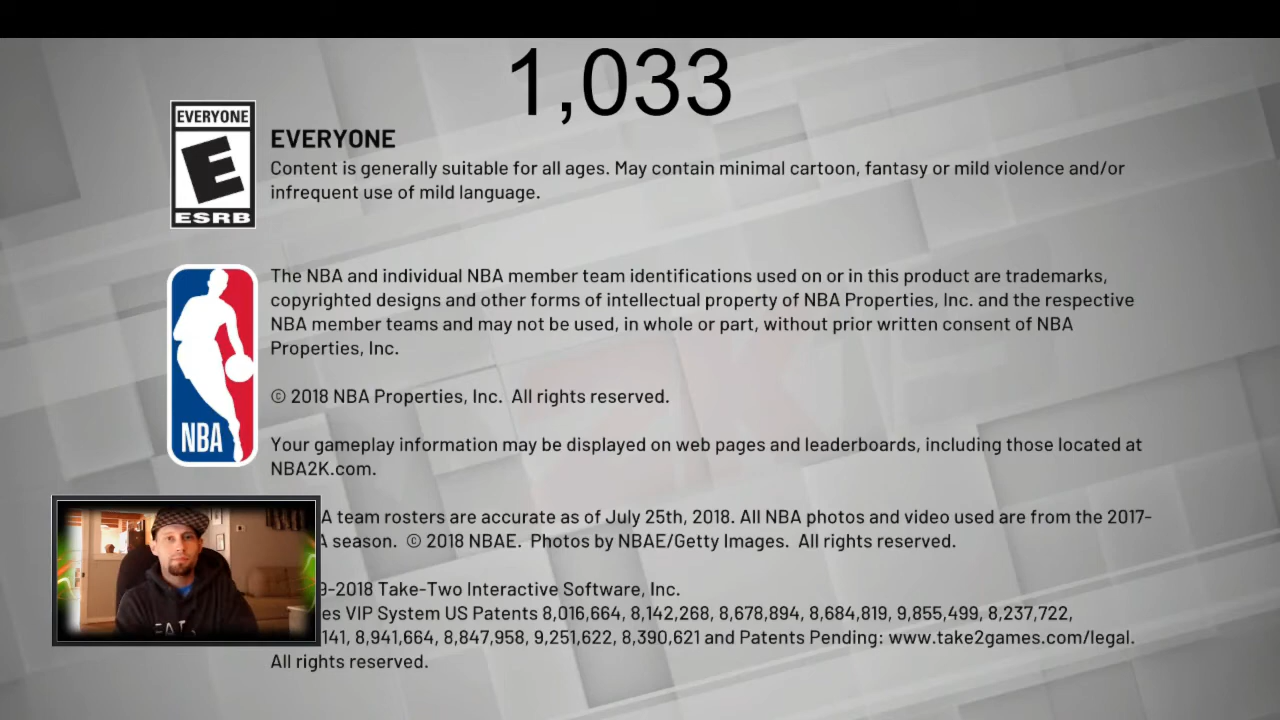 1,033
EVERYONE
E
ESRB
EVERYONE
Content is generally suitable for all ages. May contain minimal cartoon, fantasy or mild violence and/or
infrequent use of mild language.
The NBA and individual NBA member team identifications used on or in this product are trademarks,
copyrighted designs and other forms of intellectual property of NBA Properties, Inc. and the respective
NBA member teams and may not be used, in whole or part, without prior written consent of NBA
Properties, Inc.
© 2018 NBA Properties, Inc. All rights reserved.
NBA
Your gameplay information may be displayed on web pages and leaderboards, including those located at
NBA2K.com.
A team rosters are accurate as of July 25th, 2018. All NBA photos and video used are from the 2017-
A season. © 2018 NBAE. Photos by NBAE/Getty Images. All rights reserved.
9-2018 Take-Two Interactive Software, Inc.
es VIP System US Patents 8,016,664, 8,142,268, 8,678,894, 8,684,819, 9,855,499, 8,237,722,
141, 8,941,664, 8,847,958, 9,251,622, 8,390,621 and Patents Pending: www.take2games.com/legal.
All rights reserved.